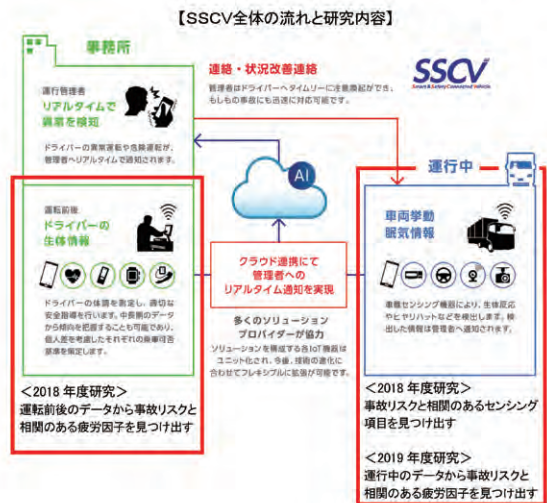 【SSCV全体の流れと研究内容】
事務所
運行管理者
リアルタイムで
異常を検知
ドライバーの異常運転や危険運転が、
管理者へリアルタイムで通知されます。
連絡・状況改善連絡
管理者はドライバーへタイムリーに注意喚起ができ、
もしもの事故にも迅速に対応可能です。
SSCV
Smart & Safety Connected Vehicle
AI
運転前後
ドライバーの
生体情報
ドライバーの体調を測定し、適切な
安全指導を行います。中長期のデータ
から傾向を把握することも可能であり、
個人差を考慮したそれぞれの乗車可否
基準を策定します。
クラウド連携にて
管理者への
リアルタイム通知を実現
多くのソリューション
プロバイダーが協力
ソリューションを構成する各IoT機器は
ユニット化され、今後、技術の進化に
合わせてフレキシブルに拡張が可能です。
運行中
車両挙動
眠気情報
車種センシング機器により、生体反応
やヒヤリハットなどを検出します。検
出した情報は管理者へ通知されます。
<2018 年度研究>
運転前後のデータから事故リスクと
相関のある疲労因子を見つけ出す
<2018 年度研究>
事故リスクと相関のあるセンシング
項目を見つけ出す
<2019 年度研究>
運行中のデータから事故リスクと
相関のある疲労因子を見つけ出す